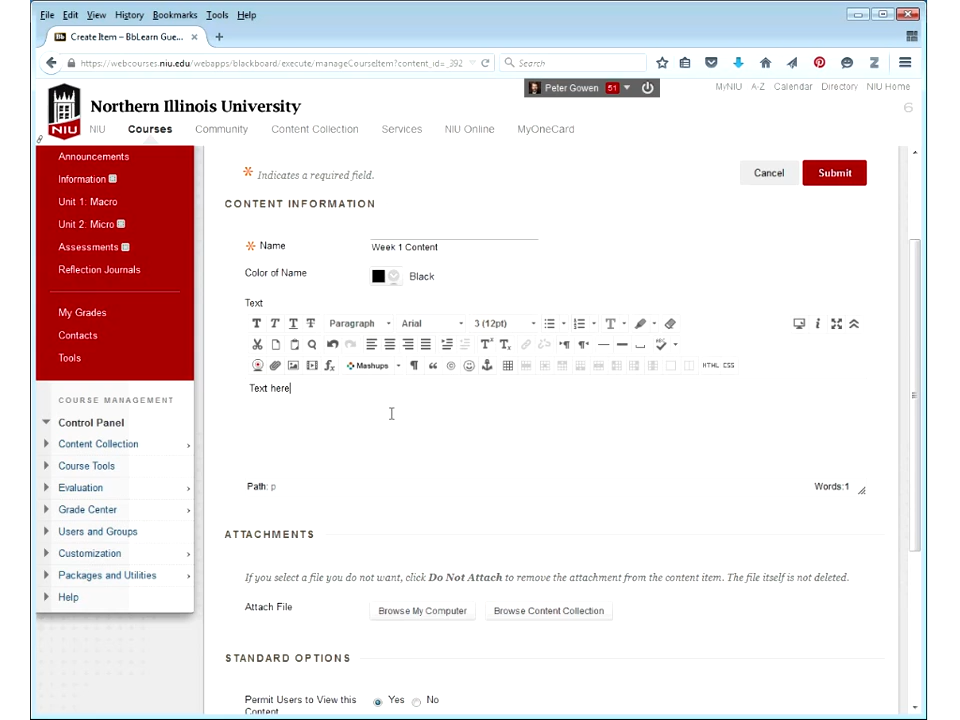 File Edit View History Bookmarks Tools Help
Bb Create Item – BbLearn Gue... × +
https://webcourses.niu.edu/webapps/blackboard/execute/manageCourseItem?content_id=_392 Search
Peter Gowen 51
MyNIU A-Z Calendar Directory NIU Home
NIU Northern Illinois University 6
NIU Courses Community Content Collection Services NIU Online MyOneCard
Announcements
Information
Unit 1: Macro
Unit 2: Micro
Assessments
Reflection Journals
My Grades
Contacts
Tools
COURSE MANAGEMENT
Control Panel
Content Collection
Course Tools
Evaluation
Grade Center
Users and Groups
Customization
Packages and Utilities
Help
Indicates a required field.
Cancel Submit
CONTENT INFORMATION
Name Week 1 Content
Color of Name Black
Text
T T T T Paragraph Arial 3 (12pt) T
T² Tₓ ABC
fx Mashups ¶ HTML CSS
Text here
Path: p Words:1
ATTACHMENTS
If you select a file you do not want, click Do Not Attach to remove the attachment from the content item. The file itself is not deleted.
Attach File Browse My Computer Browse Content Collection
STANDARD OPTIONS
Permit Users to View this
Content
Yes No